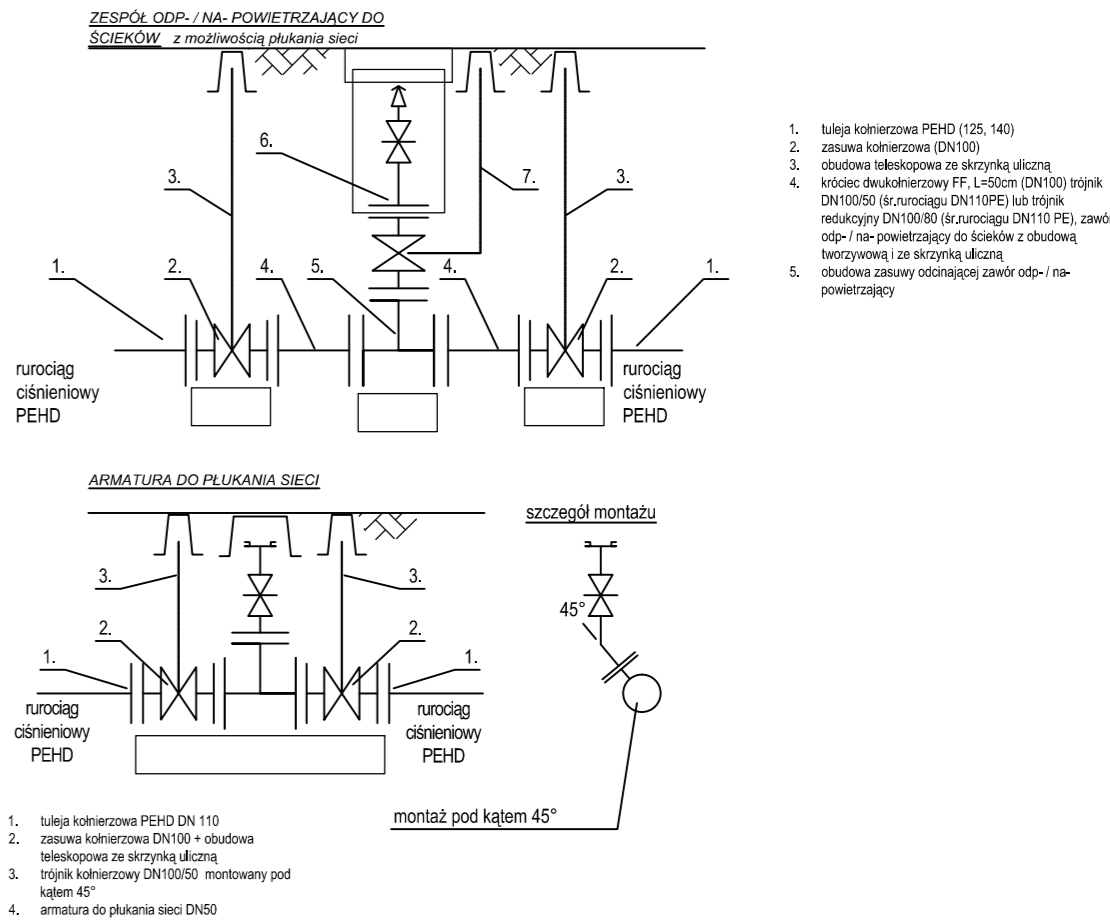 ZESPÓŁ ODP- / NA- POWIETRZAJĄCY DO
ŚCIEKÓW z możliwością płukania sieci
6.
3.
7.
3.
1.
2.
4.
5.
4.
2.
1.
rurociąg
ciśnieniowy
PEHD
rurociąg
ciśnieniowy
PEHD
1. tuleja kołnierzowa PEHD (125, 140)
2. zasuwa kołnierzowa (DN100)
3. obudowa teleskopowa ze skrzynką uliczną
4. króciec dwukołnierzowy FF, L=50cm (DN100) trójnik
DN100/50 (śr.rurociągu DN110PE) lub trójnik
redukcyjny DN100/80 (śr.rurociągu DN110 PE), zawór
odp- / na- powietrzający do ścieków z obudową
tworzywową i ze skrzynką uliczną
5. obudowa zasuwy odcinającej zawór odp- / na-
powietrzający
ARMATURA DO PŁUKANIA SIECI
3.
3.
2.
2.
1.
1.
rurociąg
ciśnieniowy
PEHD
rurociąg
ciśnieniowy
PEHD
szczegół montażu
45°
montaż pod kątem 45°
1. tuleja kołnierzowa PEHD DN 110
2. zasuwa kołnierzowa DN100 + obudowa
teleskopowa ze skrzynką uliczną
3. trójnik kołnierzowy DN100/50 montowany pod
kątem 45°
4. armatura do płukania sieci DN50